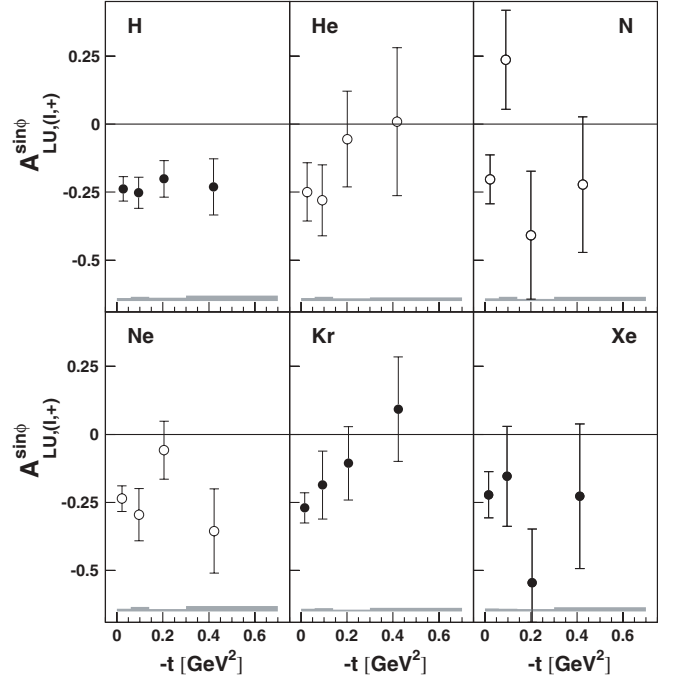 H He N
0.25
0
-0.25
-0.5
A^{sinϕ}_{LU,(I,+)}
Ne Kr Xe
0.25
0
-0.25
-0.5
A^{sinϕ}_{LU,(I,+)}
0 0.2 0.4 0.6 0 0.2 0.4 0.6 0 0.2 0.4 0.6
-t [GeV²] -t [GeV²] -t [GeV²]